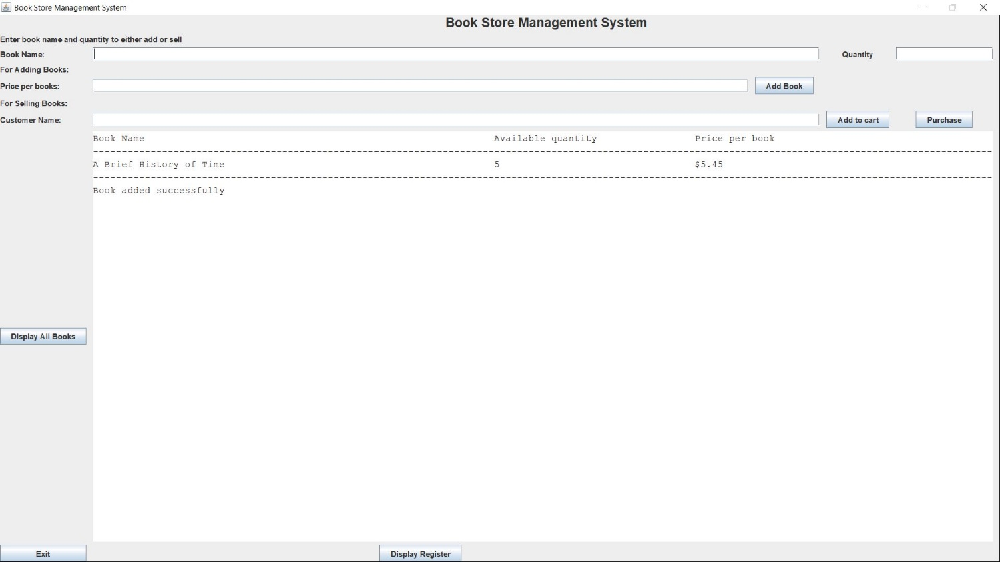 Book Store Management System
Book Store Management System
Enter book name and quantity to either add or sell
Book Name: Quantity
For Adding Books:
Price per books: Add Book
For Selling Books:
Customer Name: Add to cart Purchase
Book Name Available quantity Price per book
--------------------------------------------------------------------------------------------------------------------------------------------------------------
A Brief History of Time 5 $5.45
--------------------------------------------------------------------------------------------------------------------------------------------------------------
Book added successfully
Display All Books
Exit Display Register